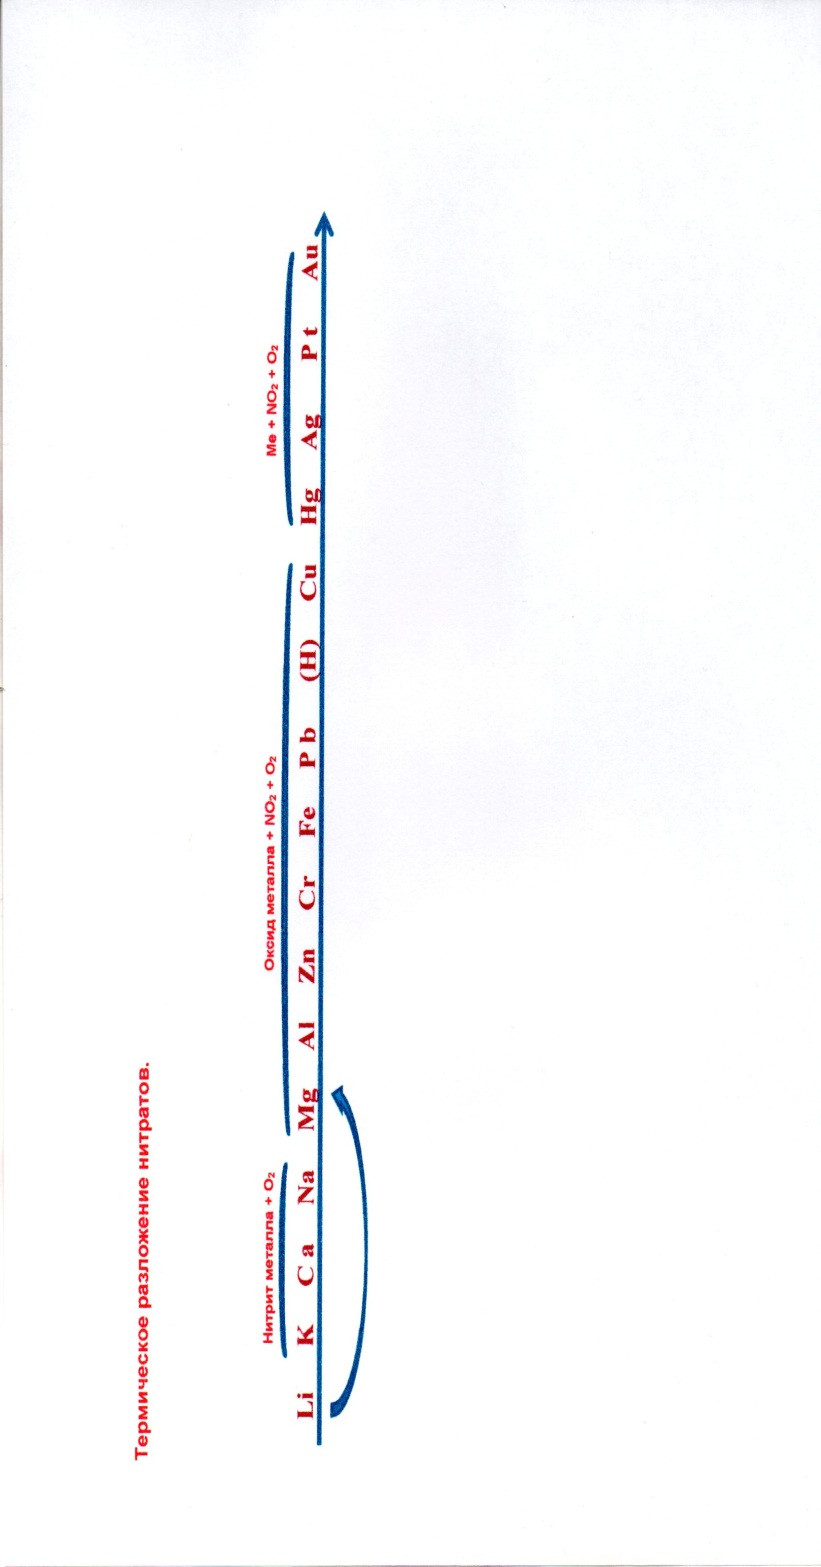 Термическое разложение нитратов.
Нитрит металла + O₂ Оксид металла + NO₂ + O₂ Me + NO₂ + O₂
Li K Ca Na Mg Al Zn Cr Fe Pb (H) Cu Hg Ag Pt Au